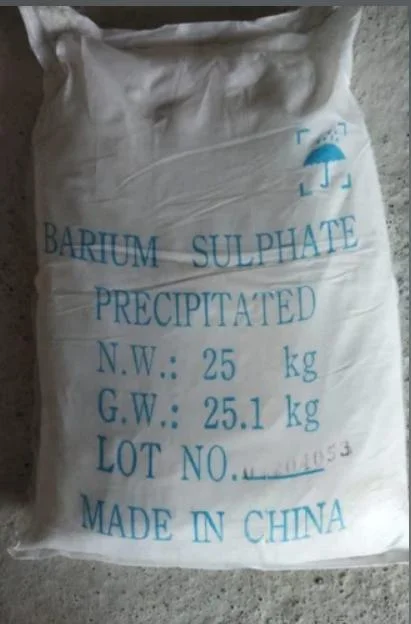 BARIUM SULPHATE
PRECIPITATED
N.W.: 25 kg
G.W.: 25.1 kg
LOT NO.
MADE IN CHINA